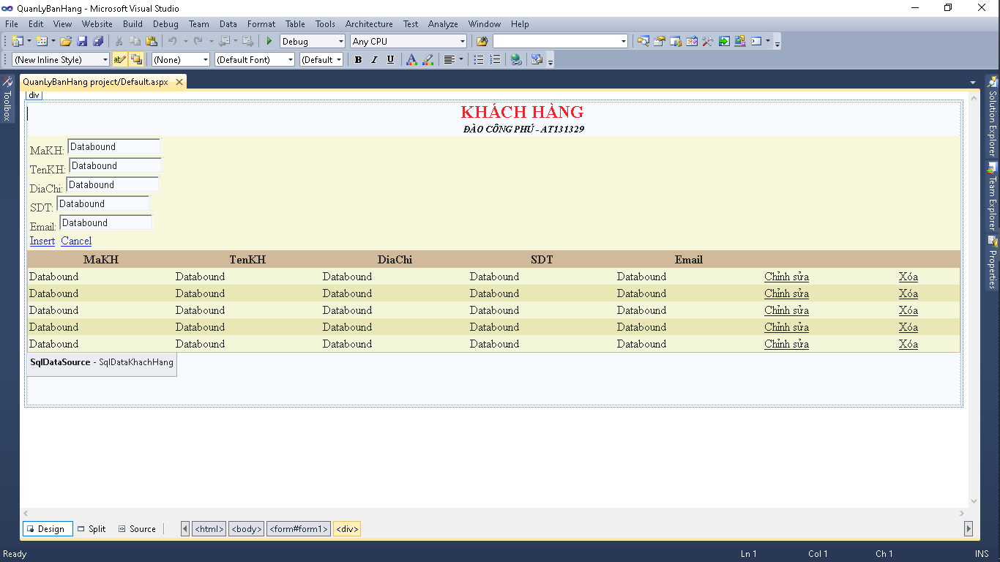 QuanLyBanHang - Microsoft Visual Studio
File Edit View Website Build Debug Team Data Format Table Tools Architecture Test Analyze Window Help
Debug Any CPU
(New Inline Style) (None) (Default Font) (Default B I U A
QuanLyBanHang project/Default.aspx
Toolbox
div
KHÁCH HÀNG
ĐÀO CÔNG PHÚ - AT131329
MaKH: Databound
TenKH: Databound
DiaChi: Databound
SDT: Databound
Email: Databound
Insert Cancel
MaKH TenKH DiaChi SDT Email
Databound Databound Databound Databound Databound Chỉnh sửa Xóa
Databound Databound Databound Databound Databound Chỉnh sửa Xóa
Databound Databound Databound Databound Databound Chỉnh sửa Xóa
Databound Databound Databound Databound Databound Chỉnh sửa Xóa
Databound Databound Databound Databound Databound Chỉnh sửa Xóa
SqlDataSource - SqlDataKhachHang
Solution Explorer
Team Explorer
Properties
Design Split Source <html> <body> <form#form1> <div>
Ready Ln 1 Col 1 Ch 1 INS